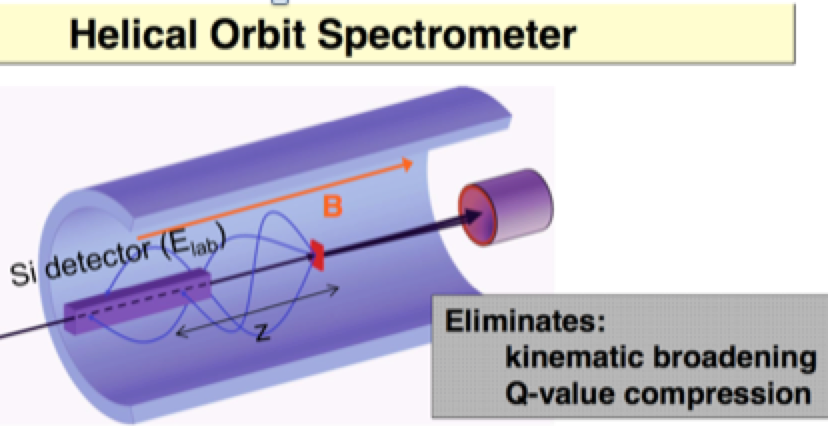 Helical Orbit Spectrometer
B
Si detector (Elab)
z
Eliminates:
kinematic broadening
Q-value compression